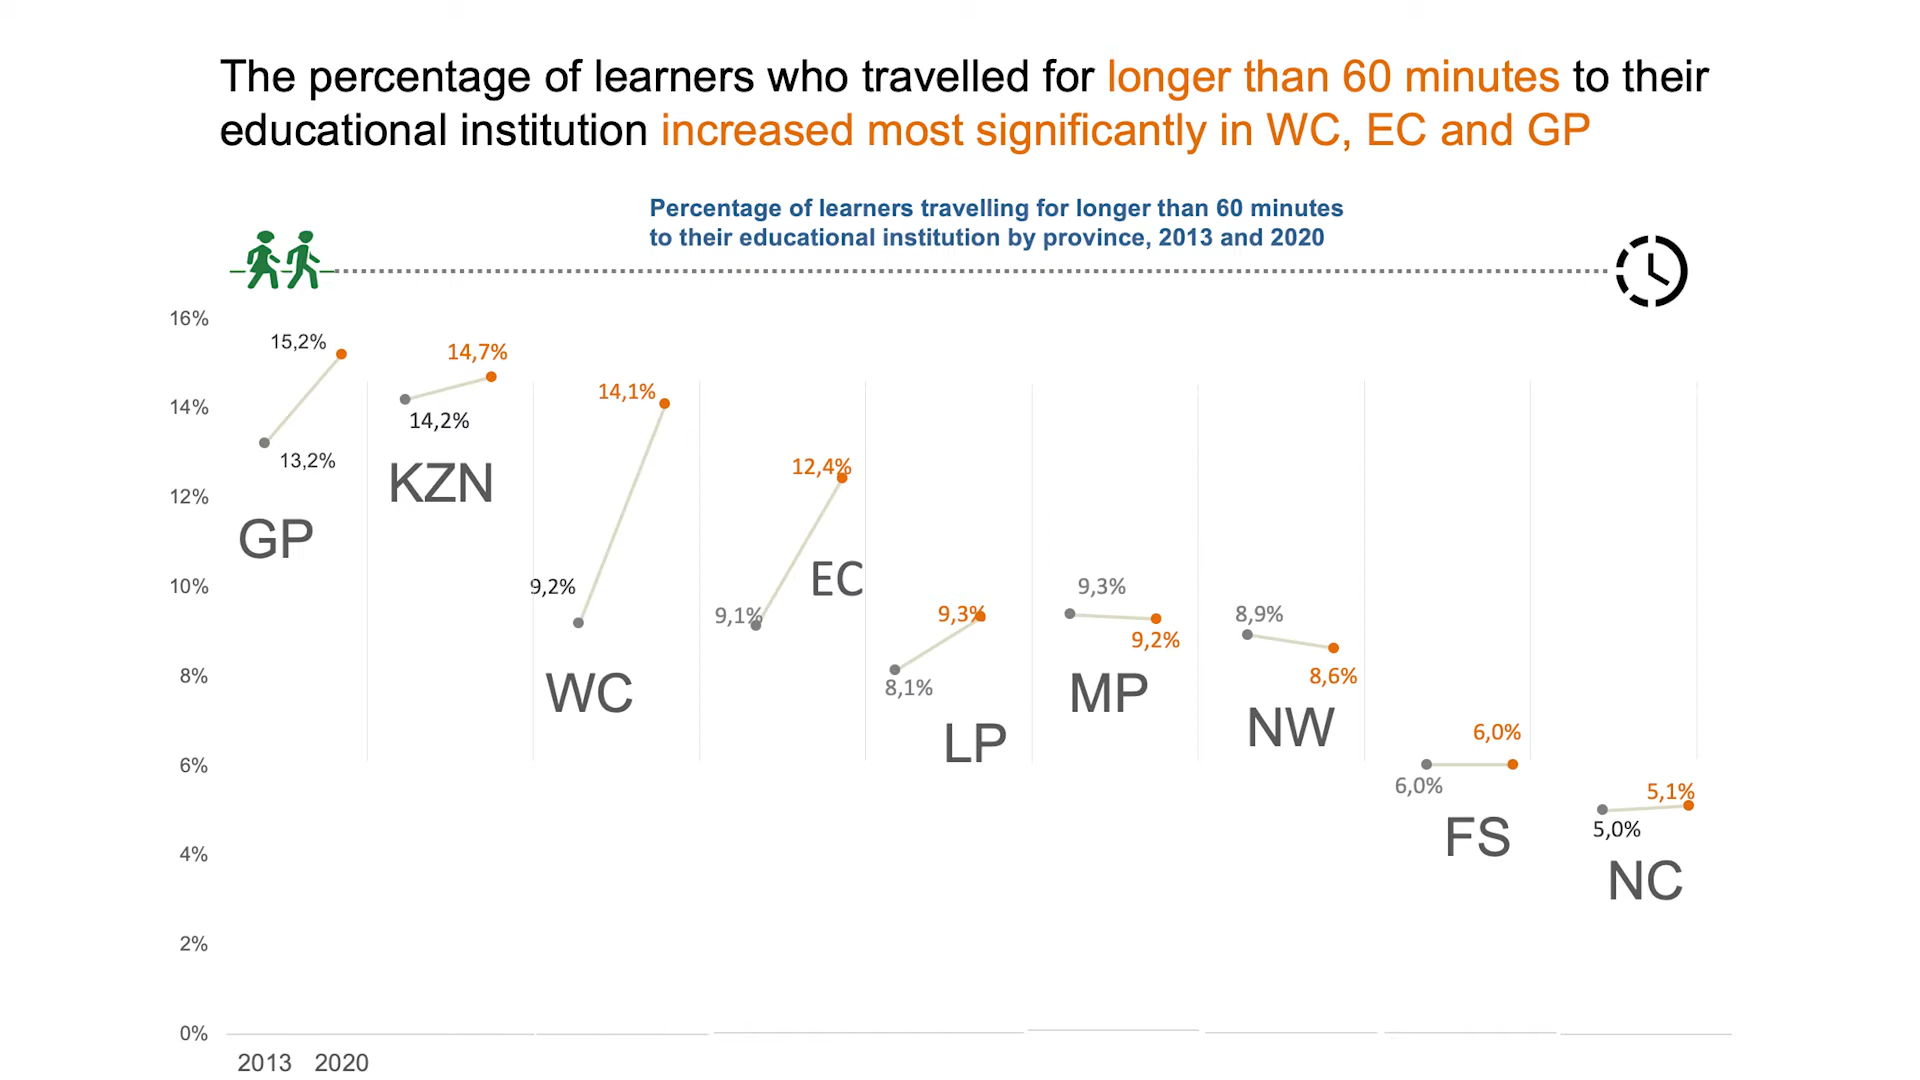 The percentage of learners who travelled for longer than 60 minutes to their
educational institution increased most significantly in WC, EC and GP
Percentage of learners travelling for longer than 60 minutes
to their educational institution by province, 2013 and 2020
16%
14%
12%
10%
8%
6%
4%
2%
0%
15,2%
13,2%
GP
14,7%
14,2%
KZN
14,1%
9,2%
WC
12,4%
9,1%
EC
9,3%
8,1%
LP
9,3%
9,2%
MP
8,9%
8,6%
NW
6,0%
6,0%
FS
5,1%
5,0%
NC
2013 2020